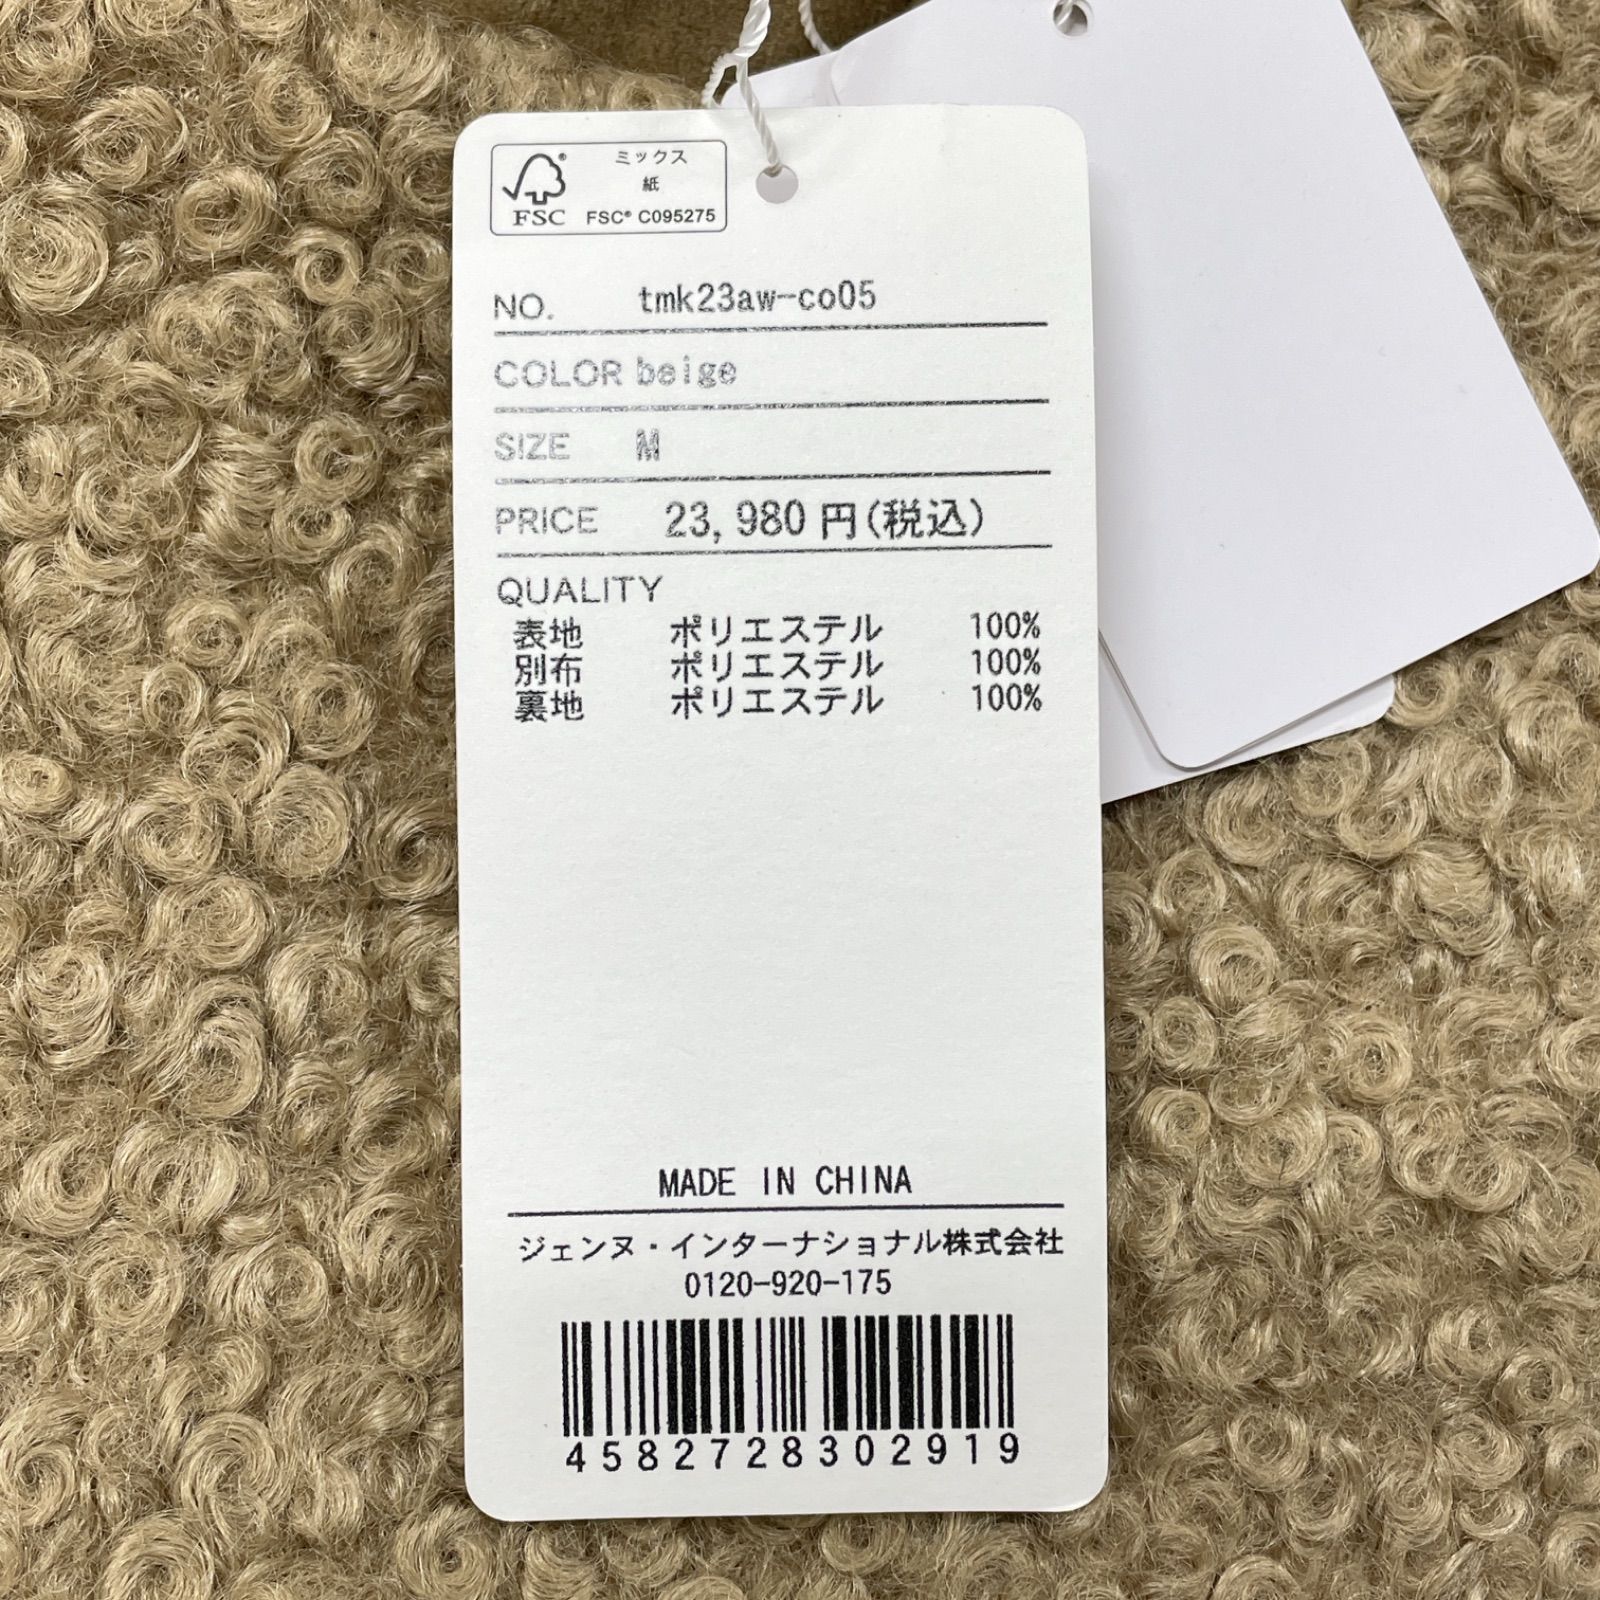 ミックス
紙
FSC® FSC® C095275
NO. tmk23aw-co05
COLOR beige
SIZE M
PRICE 23,980円(税込)
QUALITY
表地 ポリエステル 100%
別布 ポリエステル 100%
裏地 ポリエステル 100%
MADE IN CHINA
ジェンヌ・インターナショナル株式会社
0120-920-175
4582728302919